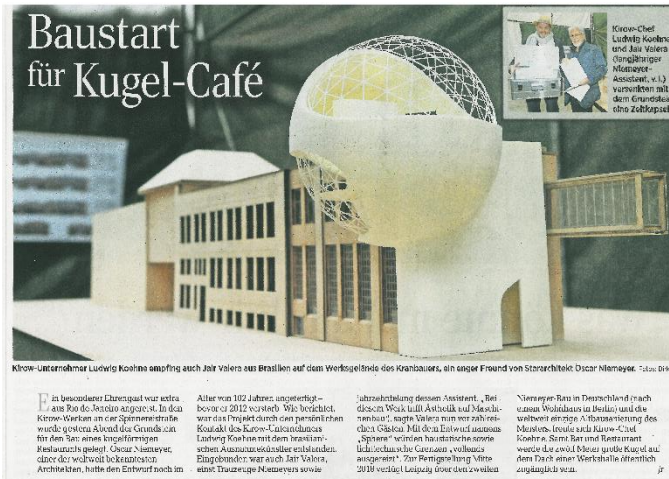 Baustart
für Kugel-Café
Kirow-Chef
Ludwig Koehne
und Jair Valera
(langjähriger
Niemeyer-
Assistent, v.l.)
versenkten mit
dem Grundstein
eine Zeitkapsel
Kirow-Unternehmer Ludwig Koehne empfing auch Jair Valera aus Brasilien auf dem Werksgelände des Kranbauers, ein enger Freund von Stararchitekt Oscar Niemeyer. Fotos:
Ein besonderer Ehrengast war extra
aus Rio de Janeiro angereist. In den
Kirow-Werken an der Spinnereistraße
wurde gestern Abend der Grundstein
für den Bau eines kugelförmigen
Restaurants gelegt. Oscar Niemeyer,
einer der weltweit bekanntesten
Architekten, hatte den Entwurf noch im
Alter von 102 Jahren angefertigt –
bevor er 2012 verstarb. Wie berichtet,
war das Projekt durch den persönlichen
Kontakt des Kirow-Unternehmers
Ludwig Koehne mit dem brasiliani-
schen Ausnahmekünstler entstanden.
Eingebunden war auch Jair Valera,
einst Trauzeuge Niemeyers sowie
jahrzehntelang dessen Assistent. „Bei
diesem Werk trifft Ästhetik auf Maschi-
nenbau“, sagte Valera nun vor zahlrei-
chen Gästen. Mit dem Entwurf namens
„Sphere“ würden baustatische sowie
lichttechnische Grenzen „vollends
ausgereizt“. Zur Fertigstellung Mitte
2018 verfügt Leipzig über den zweiten
Niemeyer-Bau in Deutschland (nach
einem Wohnhaus in Berlin) und die
weltweit einzige Altbausanierung des
Meisters, freute sich Kirow-Chef
Koehne. Samt Bar und Restaurant
werde die zwölf Meter große Kugel auf
dem Dach einer Werkshalle öffentlich
zugänglich sein. jr